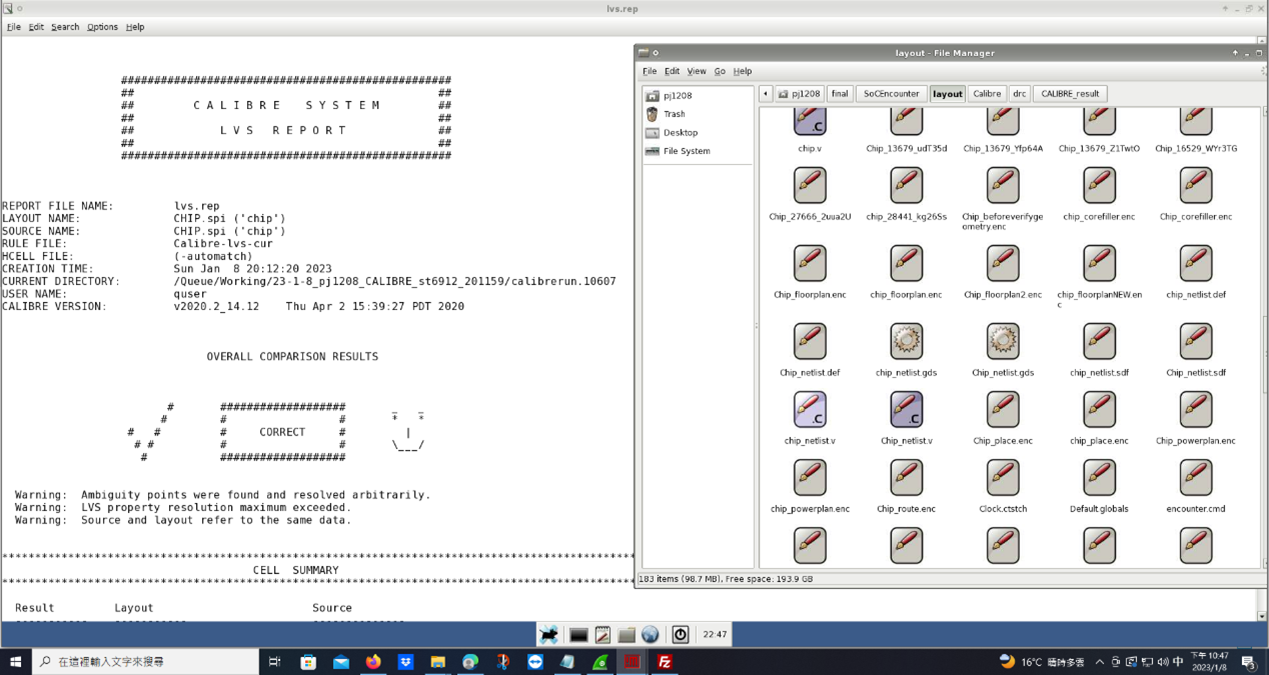 lvs.rep
File Edit Search Options Help
###################################################
## ##
## C A L I B R E S Y S T E M ##
## ##
## L V S R E P O R T ##
## ##
###################################################
REPORT FILE NAME: lvs.rep
LAYOUT NAME: CHIP.spi ('chip')
SOURCE NAME: CHIP.spi ('chip')
RULE FILE: Calibre-lvs-cur
HCELL FILE: (-automatch)
CREATION TIME: Sun Jan 8 20:12:20 2023
CURRENT DIRECTORY: /Queue/Working/23-1-8_pj1208_CALIBRE_st6912_201159/calibrerun.10607
USER NAME: quser
CALIBRE VERSION: v2020.2_14.12 Thu Apr 2 15:39:27 PDT 2020
OVERALL COMPARISON RESULTS
# ################### _ _
# # # * *
# # # CORRECT # |
# # # # \___/
# ###################
Warning: Ambiguity points were found and resolved arbitrarily.
Warning: LVS property resolution maximum exceeded.
Warning: Source and layout refer to the same data.
CELL SUMMARY
Result Layout Source
layout - File Manager
File Edit View Go Help
pj1208
Trash
Desktop
File System
pj1208 final SoCEncounter layout Calibre drc CALIBRE_result
chip.v Chip_13679_udT35d Chip_13679_Yfp64A Chip_13679_Z1TwtO Chip_16529_WYr3TG
Chip_27666_2uua2U chip_28441_kg26Ss Chip_beforeverifyge chip_corefiller.enc Chip_corefiller.enc
ometry.enc
Chip_floorplan.enc chip_floorplan.enc Chip_floorplan2.enc chip_floorplanNEW.en chip_netlist.def
c
Chip_netlist.def chip_netlist.gds Chip_netlist.gds chip_netlist.sdf Chip_netlist.sdf
chip_netlist.v Chip_netlist.v Chip_place.enc chip_place.enc Chip_powerplan.enc
chip_powerplan.enc Chip_route.enc Clock.ctstch Default.globals encounter.cmd
183 items (98.7 MB), Free space: 193.9 GB
22:47
在這裡輸入文字來搜尋
16°C 臨時多雲 中 下午 10:47
2023/1/8
3